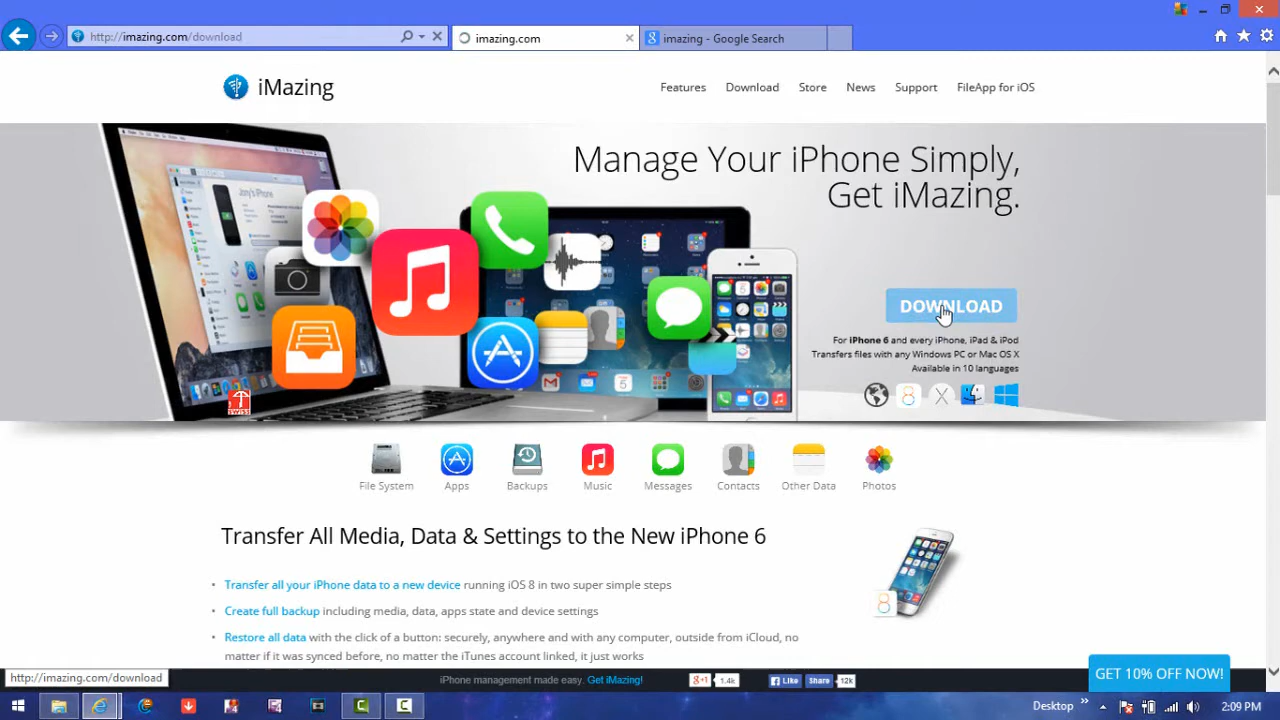 http://imazing.com/download
imazing.com
imazing - Google Search
iMazing
Features
Download
Store
News
Support
FileApp for iOS
Manage Your iPhone Simply,
Get iMazing.
DOWNLOAD
For iPhone 6 and every iPhone, iPad & iPod
Transfers files with any Windows PC or Mac OS X
Available in 10 languages
SWISS
File System
Apps
Backups
Music
Messages
Contacts
Other Data
Photos
Transfer All Media, Data & Settings to the New iPhone 6
• Transfer all your iPhone data to a new device running iOS 8 in two super simple steps
• Create full backup including media, data, apps state and device settings
• Restore all data with the click of a button: securely, anywhere and with any computer, outside from iCloud, no
matter if it was synced before, no matter the iTunes account linked, it just works
http://imazing.com/download
iPhone management made easy. Get iMazing!
g+1 1.4k
Like
Share
12k
GET 10% OFF NOW!
Desktop
2:09 PM